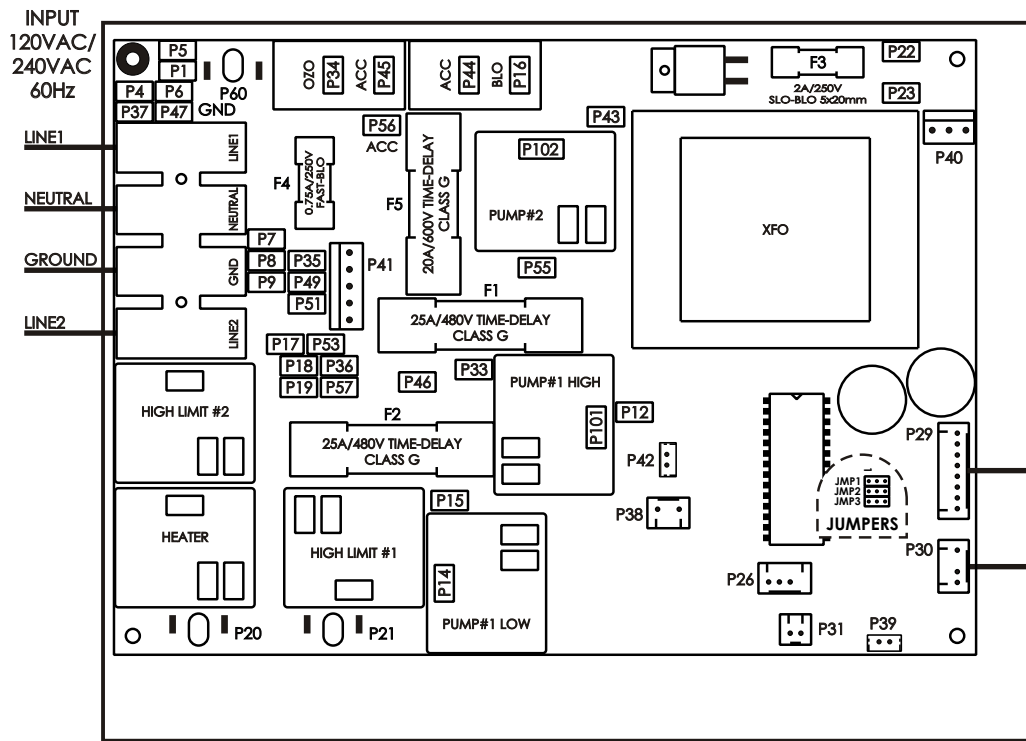 INPUT
120VAC/
240VAC
60Hz
P5
P1
P4 P6
P37 P47 GND
P60
OZO P34 ACC P45
ACC P44 BLO P16
F3
2A/250V
SLO-BLO 5x20mm
P22
P23
P40
P43
P56
ACC
LINE1
LINE1
F4
0.75A/250V
FAST-BLO
F5
20A/600V TIME-DELAY
CLASS G
P102
PUMP#2
P55
XFO
NEUTRAL
NEUTRAL
P7
P8 P35
P9 P49
P51
P41
GROUND
GND
LINE2
LINE2
F1
25A/480V TIME-DELAY
CLASS G
P17 P53
P18 P36
P19 P57
P46
P33
PUMP#1 HIGH
P101
P12
HIGH LIMIT #2
F2
25A/480V TIME-DELAY
CLASS G
P42
P38
P29
JMP1
JMP2
JMP3
JUMPERS
P15
HEATER
HIGH LIMIT #1
P14
PUMP#1 LOW
P26
P30
P20
P21
P31
P39